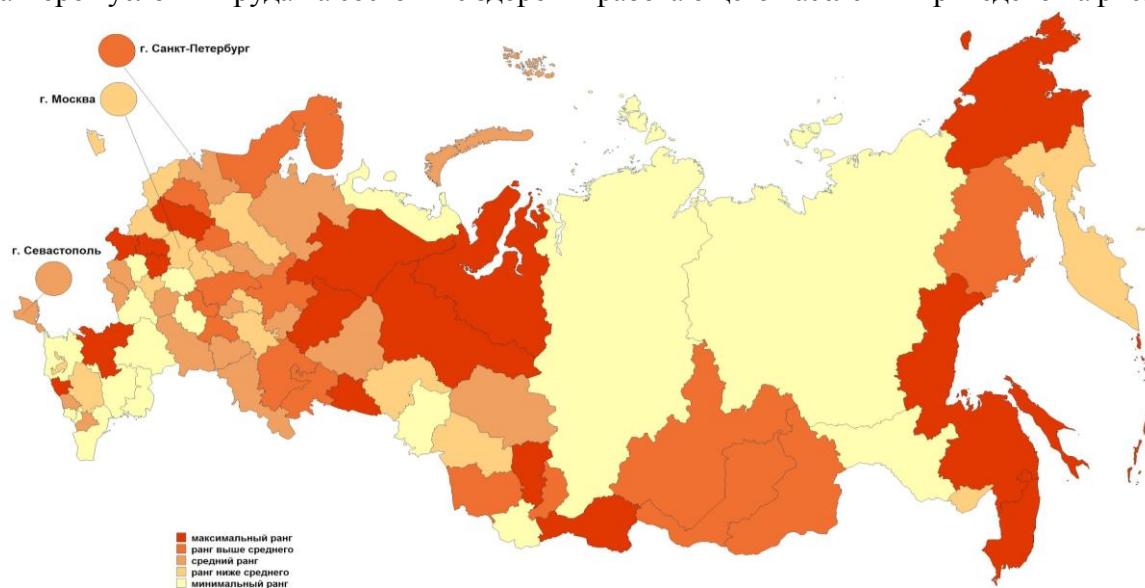 г. Санкт-Петербург
г. Москва
г. Севастополь
максимальный ранг
ранг выше среднего
средний ранг
ранг ниже среднего
минимальный ранг